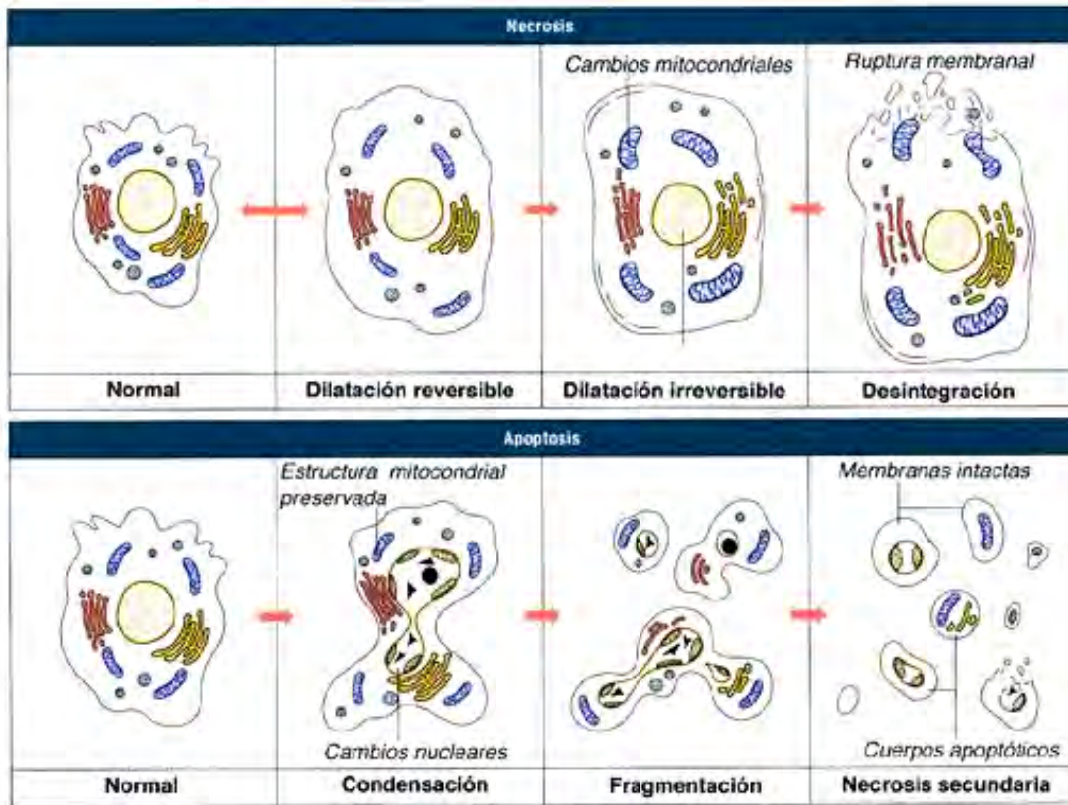 Necrosis
Cambios mitocondriales
Ruptura membranal
Normal
Dilatación reversible
Dilatación irreversible
Desintegración
Apoptosis
Estructura mitocondrial
preservada
Membranas intactas
Cambios nucleares
Cuerpos apoptóticos
Normal
Condensación
Fragmentación
Necrosis secundaria